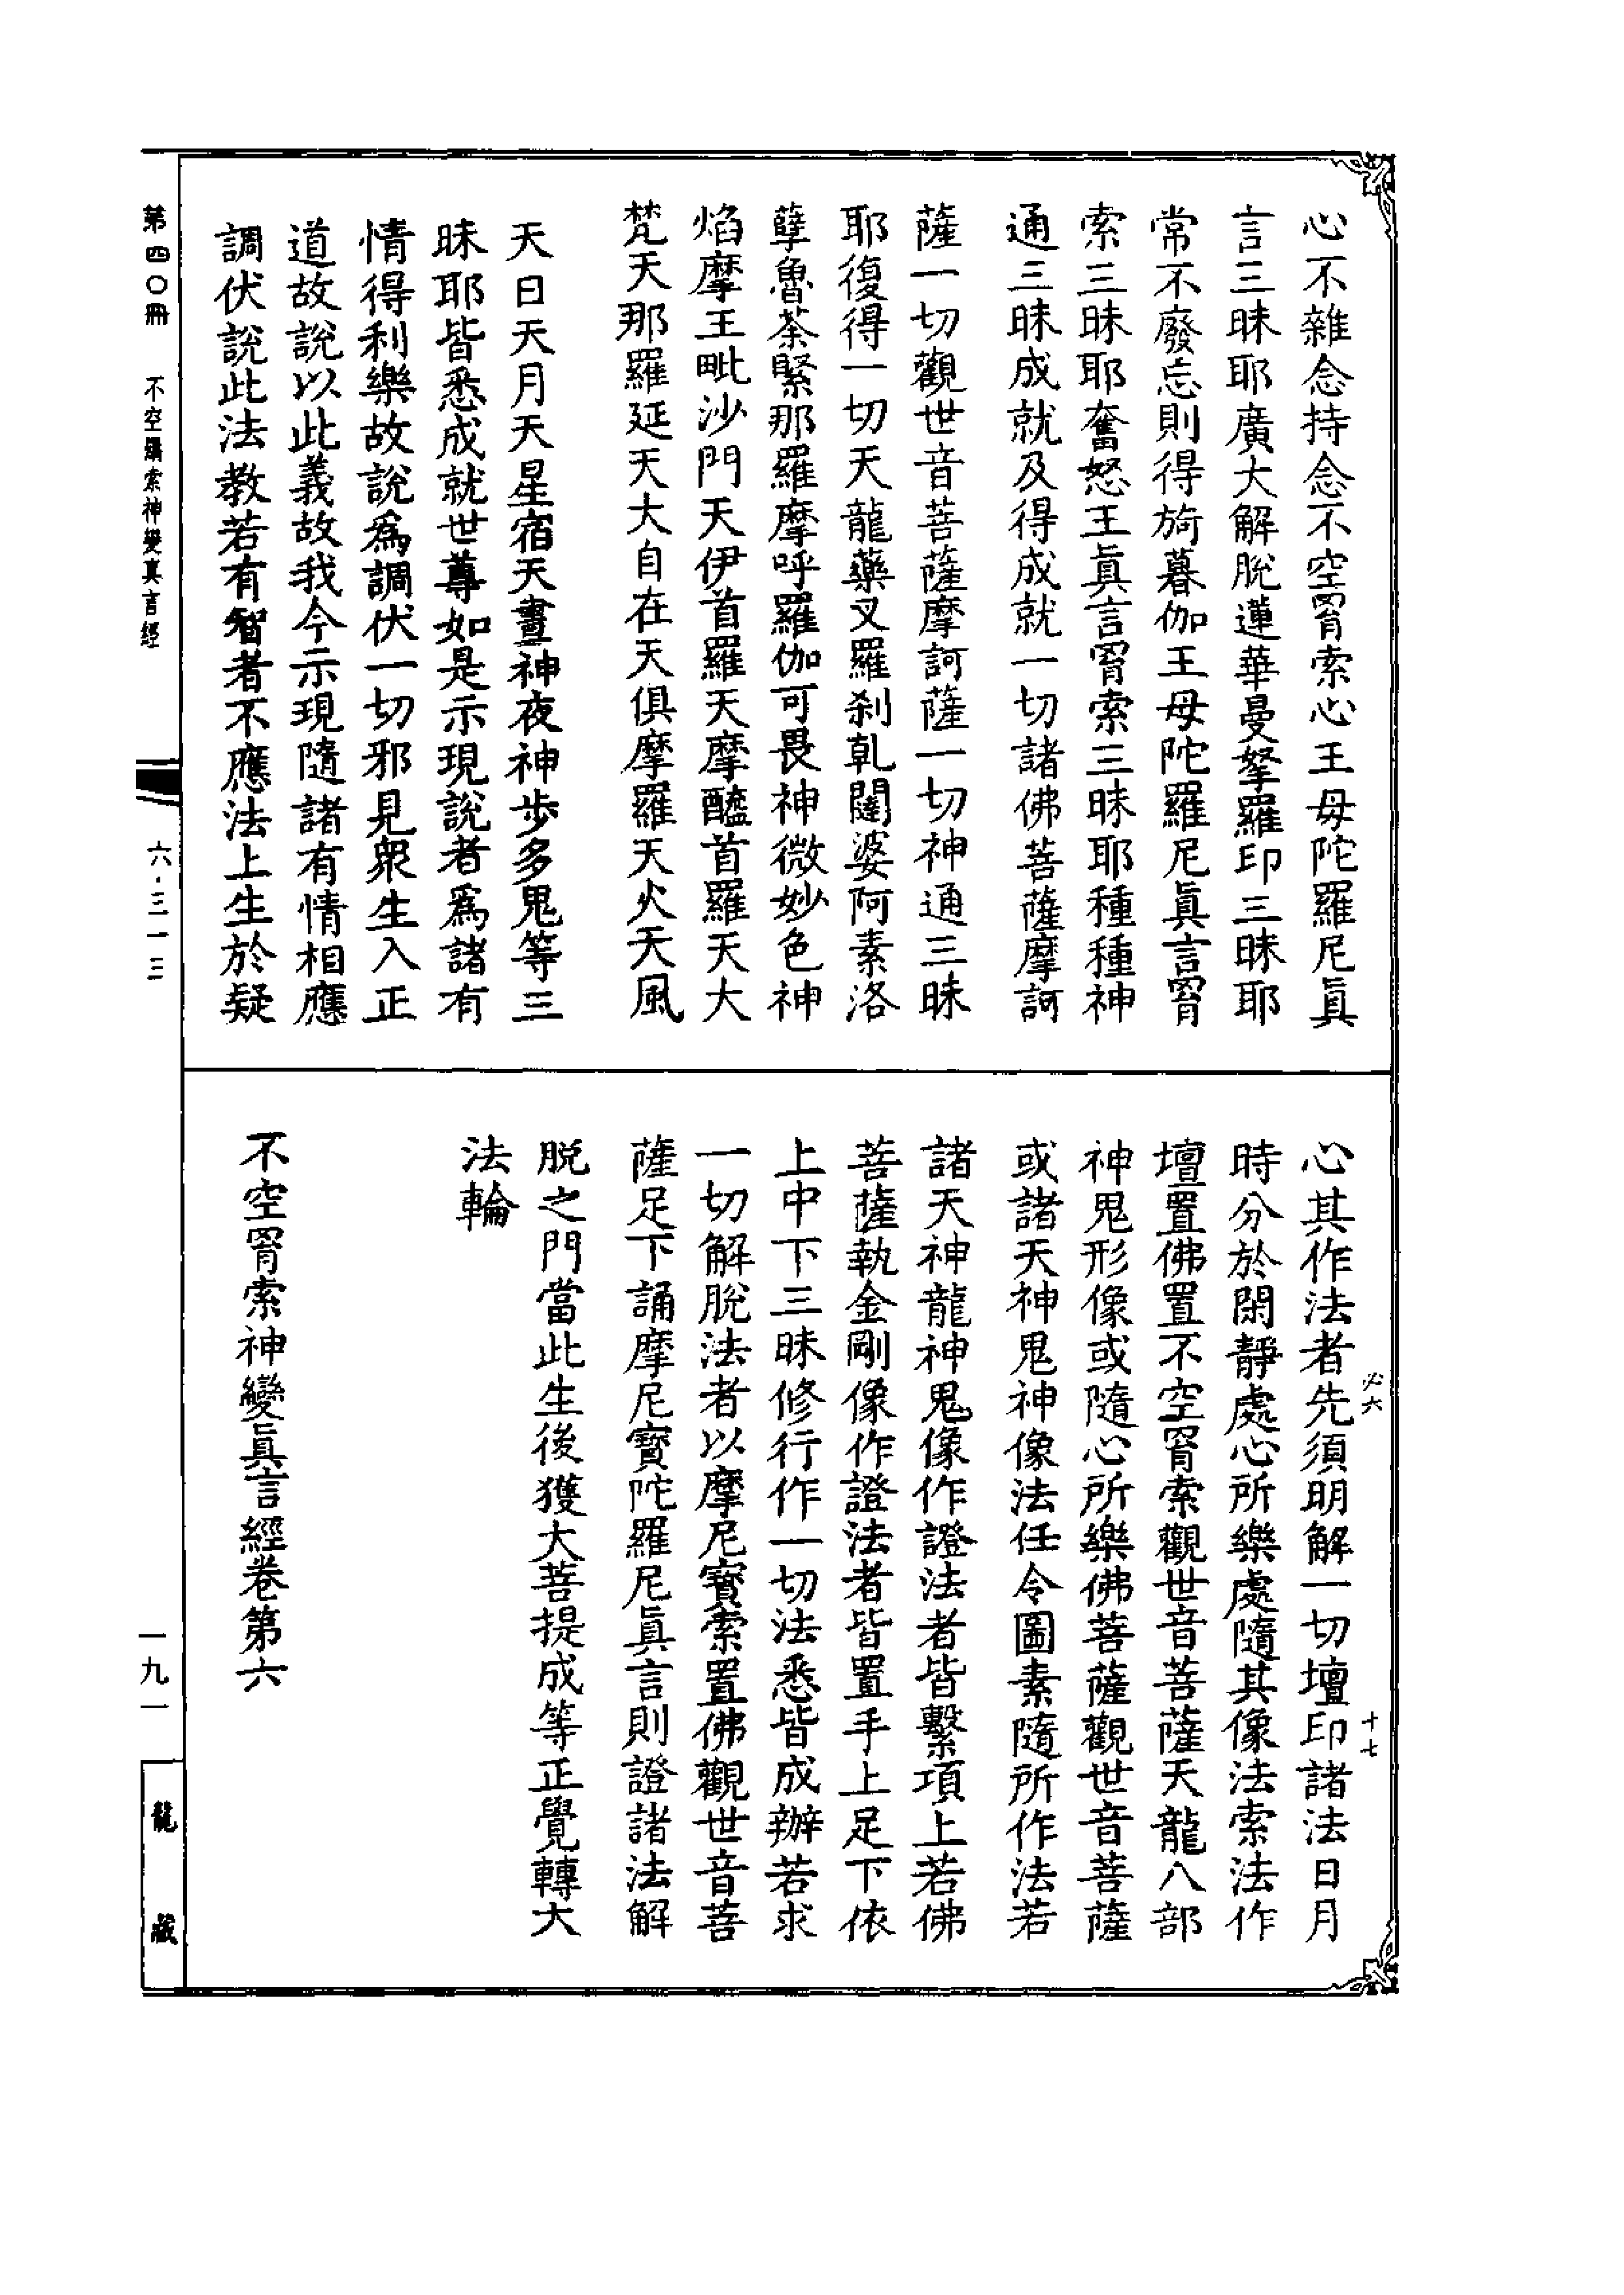 心不雜念持念不空罥索心王母陀羅尼眞
言三昧耶廣大解脫蓮華曼拏羅印三昧耶
常不廢忘則得旖暮伽王母陀羅尼眞言罥
索三昧耶奮怒王眞言罥索三昧耶種種神
通三昧成就及得成就一切諸佛菩薩摩訶
薩一切觀世音菩薩摩訶薩一切神通三昧
耶復得一切天龍藥叉羅刹乹闥婆阿素洛
孽魯荼緊那羅摩呼羅伽可畏神微妙色神
焰摩王毗沙門天伊首羅天摩醯首羅天大
梵天那羅延天大自在天俱摩羅天火天風
天日天月天星宿天晝神夜神步多鬼等三
昧耶皆悉成就世尊如是示現說者爲諸有
情得利樂故說爲調伏一切邪見衆生入正
道故說以此義故我今示現隨諸有情相應
調伏說此法教若有智者不應法上生於疑
心其作法者先須明解一切壇印諸法日月
時分於閑靜處心所樂處隨其像法索法作
壇置佛置不空罥索觀世音菩薩天龍八部
神鬼形像或隨心所樂佛菩薩觀世音菩薩
或諸天神鬼神像法任令圖素隨所作法若
諸天神龍神鬼像作證法者皆繫項上若佛
菩薩執金剛像作證法者皆置手上足下依
上中下三昧修行作一切法悉皆成辦若求
一切解脫法者以摩尼寶索置佛觀世音菩
薩足下誦摩尼寶陀羅尼眞言則證諸法解
脫之門當此生後獲大菩提成等正覺轉大
法輪
不空罥索神變眞言經卷第六
必六
十七
第四〇冊 不空羂索神變真言經
六·三一三
一九一
龍藏